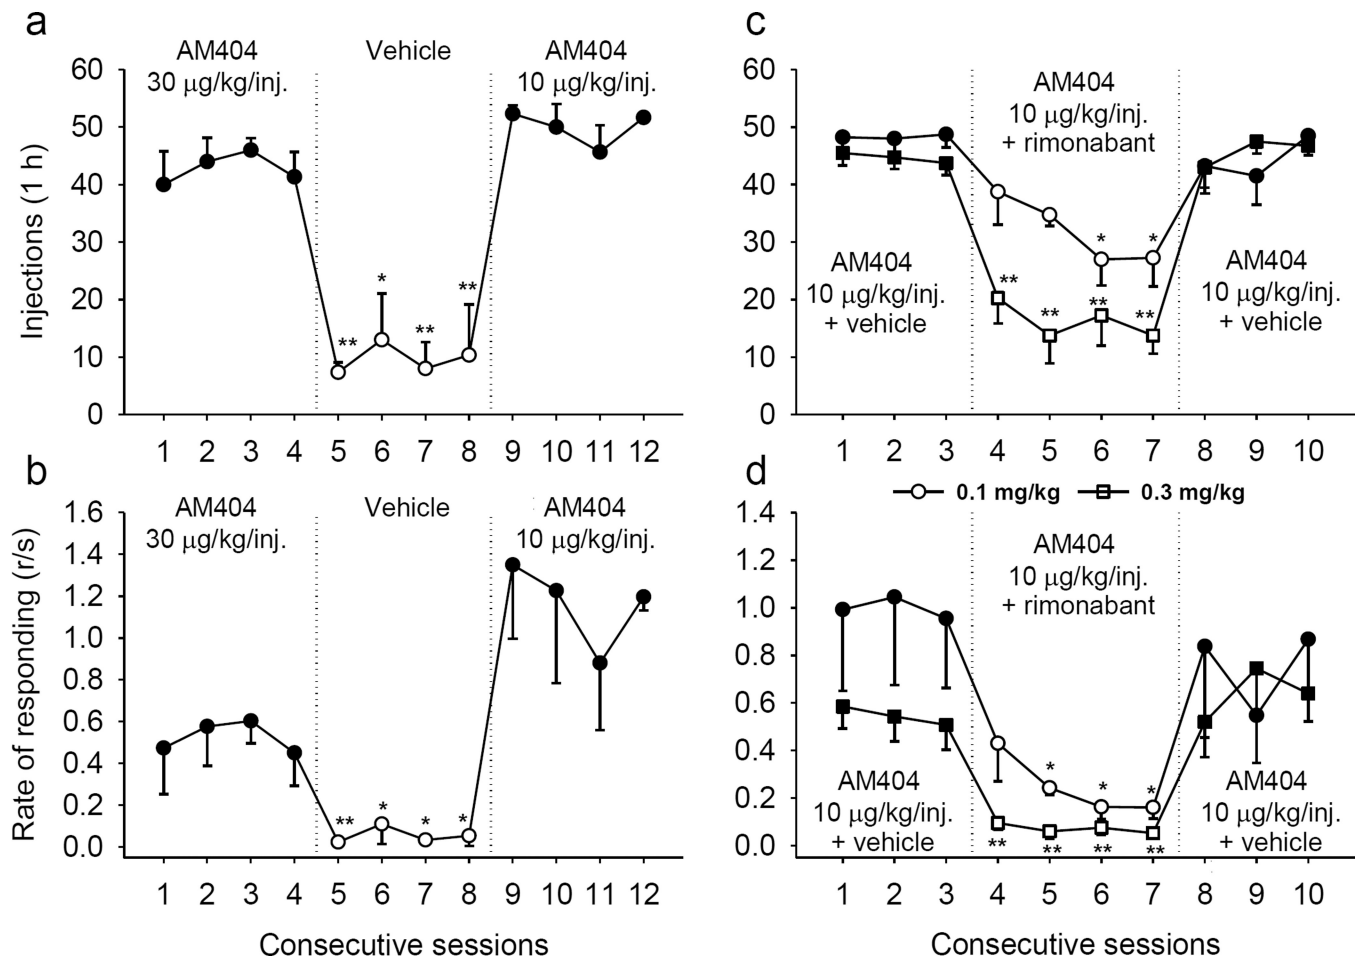 a
AM404
30 μg/kg/inj.
Vehicle
AM404
10 μg/kg/inj.
Injections (1 h)
60
50
40
30
20
10
0
** * ** **
1 2 3 4 5 6 7 8 9 10 11 12
c
AM404
10 μg/kg/inj.
+ rimonabant
60
50
40
30
20
10
0
* *
** ** ** **
AM404
10 μg/kg/inj.
+ vehicle
AM404
10 μg/kg/inj.
+ vehicle
1 2 3 4 5 6 7 8 9 10
b
AM404
30 μg/kg/inj.
Vehicle
AM404
10 μg/kg/inj.
Rate of responding (r/s)
1.6
1.4
1.2
1.0
0.8
0.6
0.4
0.2
0.0
** * * *
1 2 3 4 5 6 7 8 9 10 11 12
Consecutive sessions
d
0.1 mg/kg 0.3 mg/kg
AM404
10 μg/kg/inj.
+ rimonabant
1.4
1.2
1.0
0.8
0.6
0.4
0.2
0.0
* * *
** ** ** **
AM404
10 μg/kg/inj.
+ vehicle
AM404
10 μg/kg/inj.
+ vehicle
1 2 3 4 5 6 7 8 9 10
Consecutive sessions